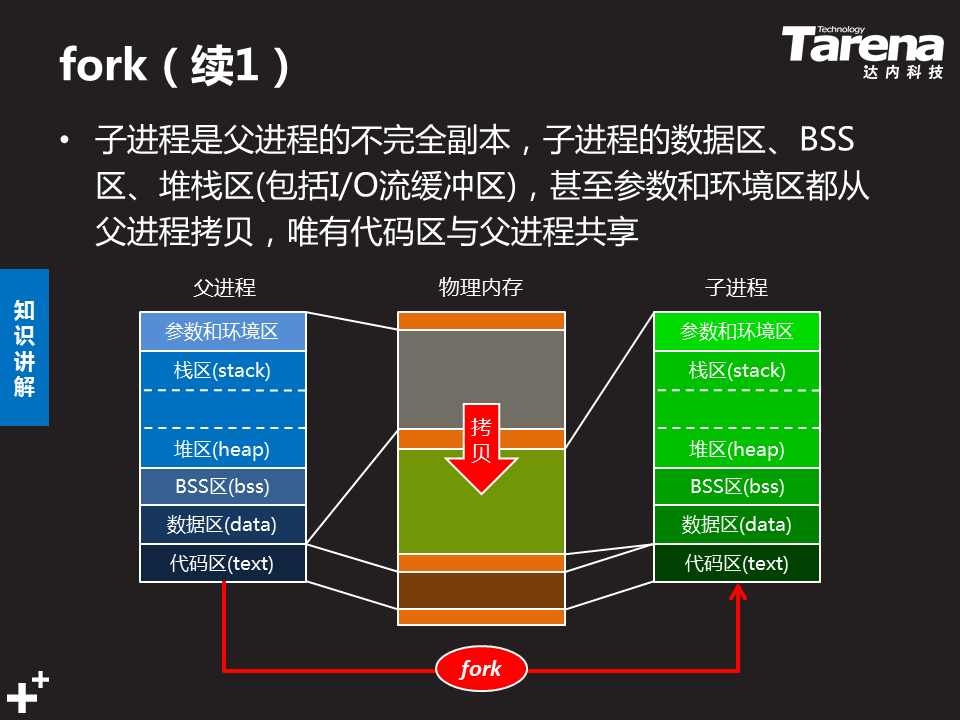 fork（续1）
Technology
Tarena
达内科技
• 子进程是父进程的不完全副本，子进程的数据区、BSS
区、堆栈区(包括I/O流缓冲区)，甚至参数和环境区都从
父进程拷贝，唯有代码区与父进程共享
知识讲解
父进程
物理内存
子进程
参数和环境区
栈区(stack)
堆区(heap)
BSS区(bss)
数据区(data)
代码区(text)
拷贝
参数和环境区
栈区(stack)
堆区(heap)
BSS区(bss)
数据区(data)
代码区(text)
fork